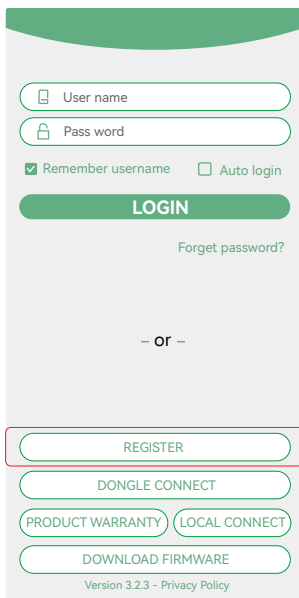 User name
Pass word
Remember username Auto login
LOGIN
Forget password?
– or –
REGISTER
DONGLE CONNECT
PRODUCT WARRANTY LOCAL CONNECT
DOWNLOAD FIRMWARE
Version 3.2.3 – Privacy Policy